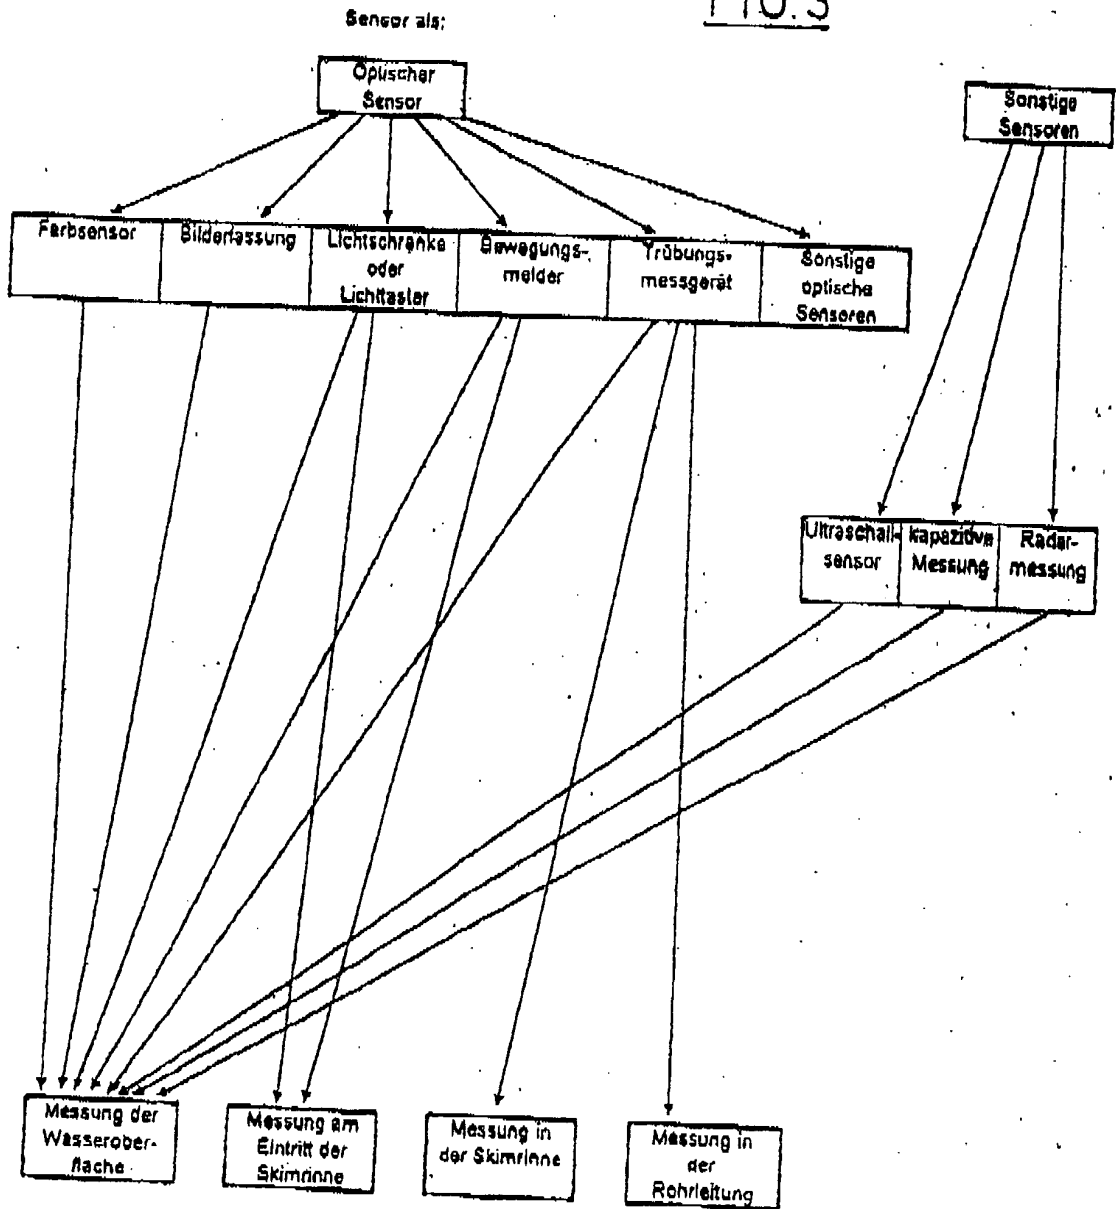 FIG.3
Sensor als:
Optischer
Sensor
Sonstige
Sensoren
Farbsensor
Bilderfassung
Lichtschranke
oder
Lichttaster
Bewegungs-
melder
Trübungs-
messgerät
Sonstige
optische
Sensoren
Ultraschall-
sensor
kapazitive
Messung
Radar-
messung
Messung der
Wasserober-
fläche
Messung am
Eintritt der
Skimrinne
Messung in
der Skimrinne
Messung in
der
Rohrleitung